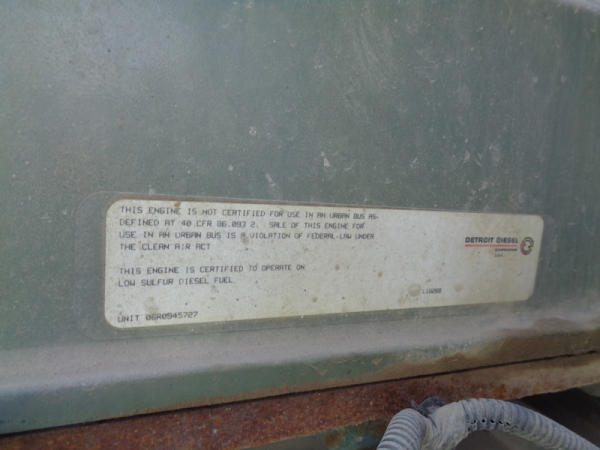 THIS ENGINE IS NOT CERTIFIED FOR USE IN AN URBAN BUS AS
DEFINED AT 40 CFR 86.093 2. SALE OF THIS ENGINE FOR
USE IN AN URBAN BUS IS A VIOLATION OF FEDERAL-LAW UNDER
THE CLEAN AIR ACT
DETROIT DIESEL
CORPORATION
THIS ENGINE IS CERTIFIED TO OPERATE ON
LOW SULFUR DIESEL FUEL
UNIT 06R0945727